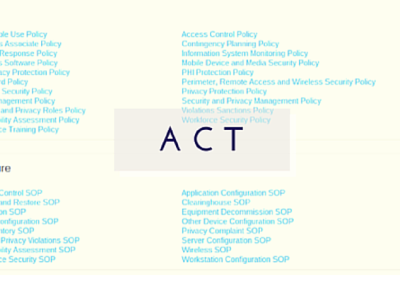 ble Use Policy
s Associate Policy
Response Policy
s Software Policy
acy Protection Policy
rd Policy
Security Policy
nagement Policy
and Privacy Roles Policy
ility Assessment Policy
ce Training Policy
Access Control Policy
Contingency Planning Policy
Information System Monitoring Policy
Mobile Device and Media Security Policy
PHI Protection Policy
Perimeter, Remote Access and Wireless Security Policy
Privacy Protection Policy
Security and Privacy Management Policy
Violations Sanctions Policy
Workforce Security Policy
ACT
ure
Control SOP
and Restore SOP
on SOP
onfiguration SOP
ntory SOP
Privacy Violations SOP
ility Assessment SOP
ce Security SOP
Application Configuration SOP
Clearinghouse SOP
Equipment Decommission SOP
Other Device Configuration SOP
Privacy Complaint SOP
Server Configuration SOP
Wireless SOP
Workstation Configuration SOP